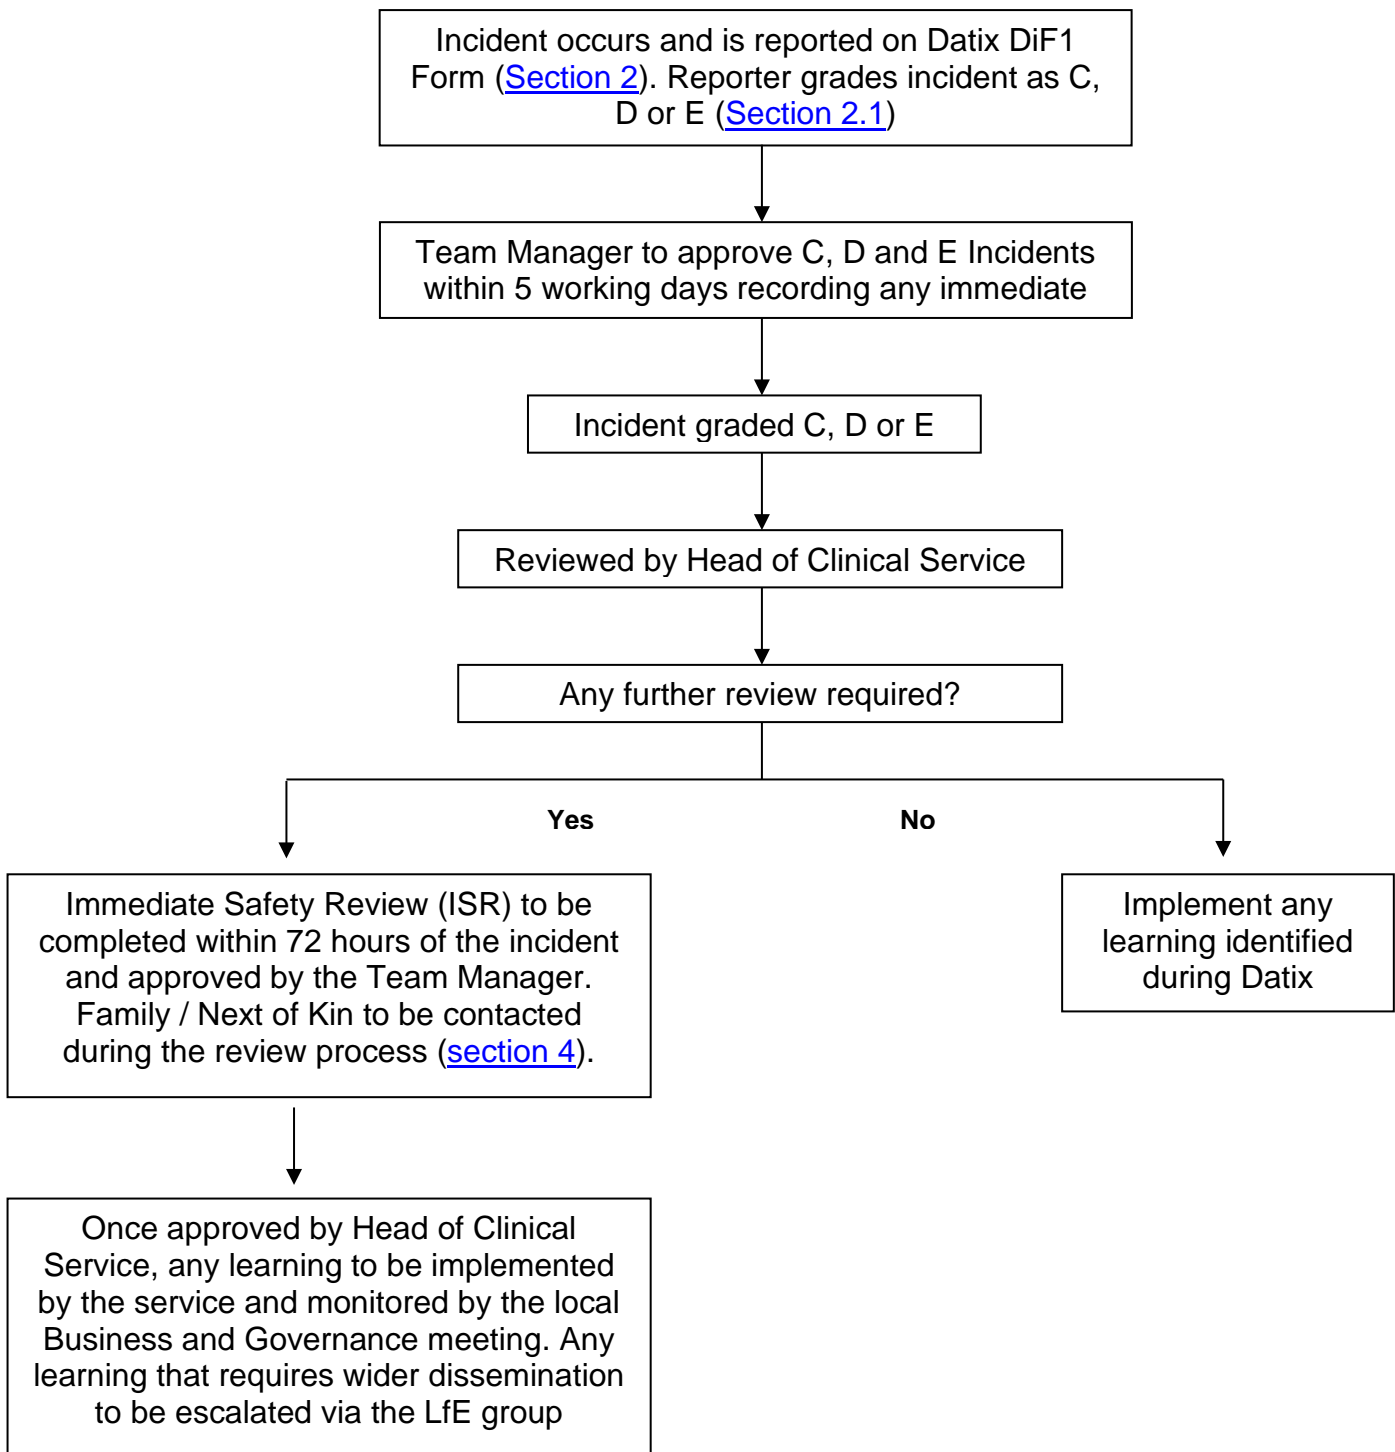 Incident occurs and is reported on Datix DiF1
Form (Section 2). Reporter grades incident as C,
D or E (Section 2.1)
Team Manager to approve C, D and E Incidents
within 5 working days recording any immediate
Incident graded C, D or E
Reviewed by Head of Clinical Service
Any further review required?
Yes
No
Immediate Safety Review (ISR) to be
completed within 72 hours of the incident
and approved by the Team Manager.
Family / Next of Kin to be contacted
during the review process (section 4).
Implement any
learning identified
during Datix
Once approved by Head of Clinical
Service, any learning to be implemented
by the service and monitored by the local
Business and Governance meeting. Any
learning that requires wider dissemination
to be escalated via the LfE group